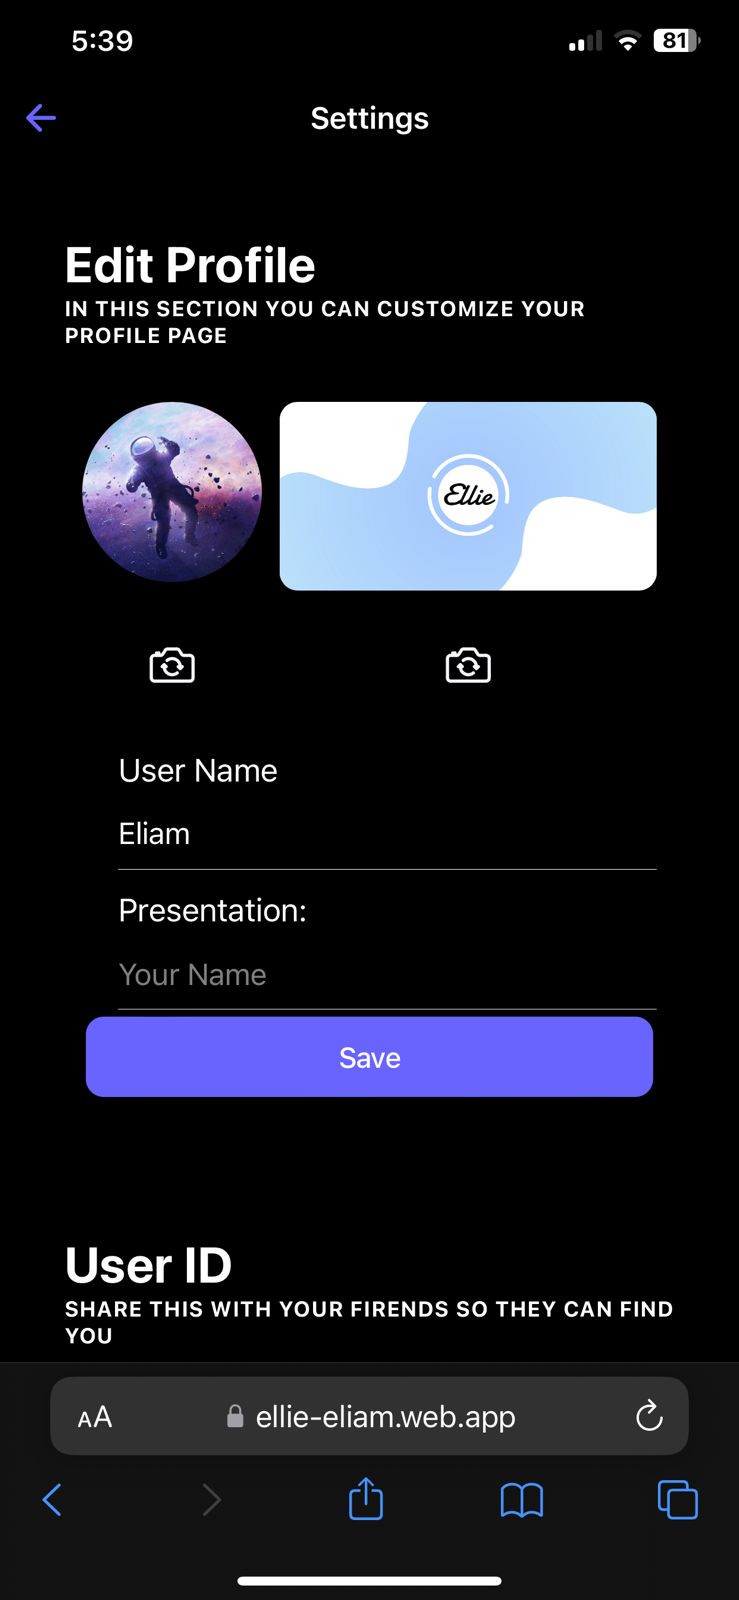 5:39
81
Settings
Edit Profile
IN THIS SECTION YOU CAN CUSTOMIZE YOUR
PROFILE PAGE
Ellie
User Name
Eliam
Presentation:
Your Name
Save
User ID
SHARE THIS WITH YOUR FIRENDS SO THEY CAN FIND
YOU
AA ellie-eliam.web.app